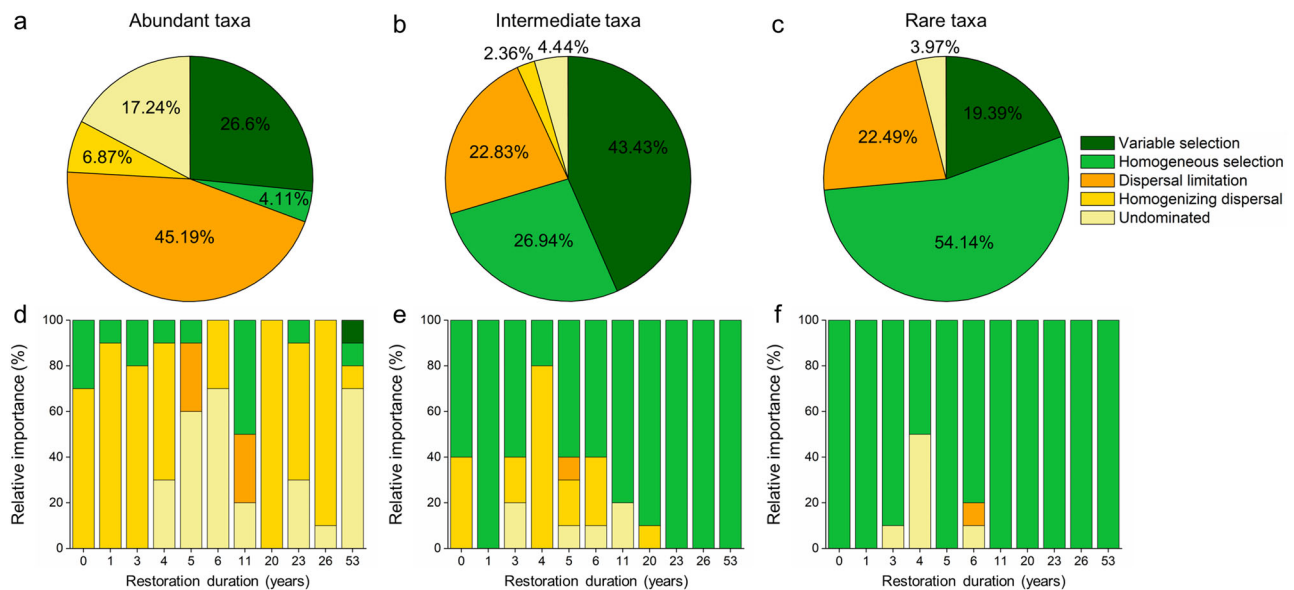 a Abundant taxa
26.6%
4.11%
45.19%
6.87%
17.24%
b Intermediate taxa
43.43%
26.94%
22.83%
2.36%
4.44%
c Rare taxa
19.39%
54.14%
22.49%
3.97%
Variable selection
Homogeneous selection
Dispersal limitation
Homogenizing dispersal
Undominated
d
Relative importance (%)
100
80
60
40
20
0
0 1 3 4 5 6 11 20 23 26 53
Restoration duration (years)
e
Relative importance (%)
100
80
60
40
20
0
0 1 3 4 5 6 11 20 23 26 53
Restoration duration (years)
f
Relative importance (%)
100
80
60
40
20
0
0 1 3 4 5 6 11 20 23 26 53
Restoration duration (years)